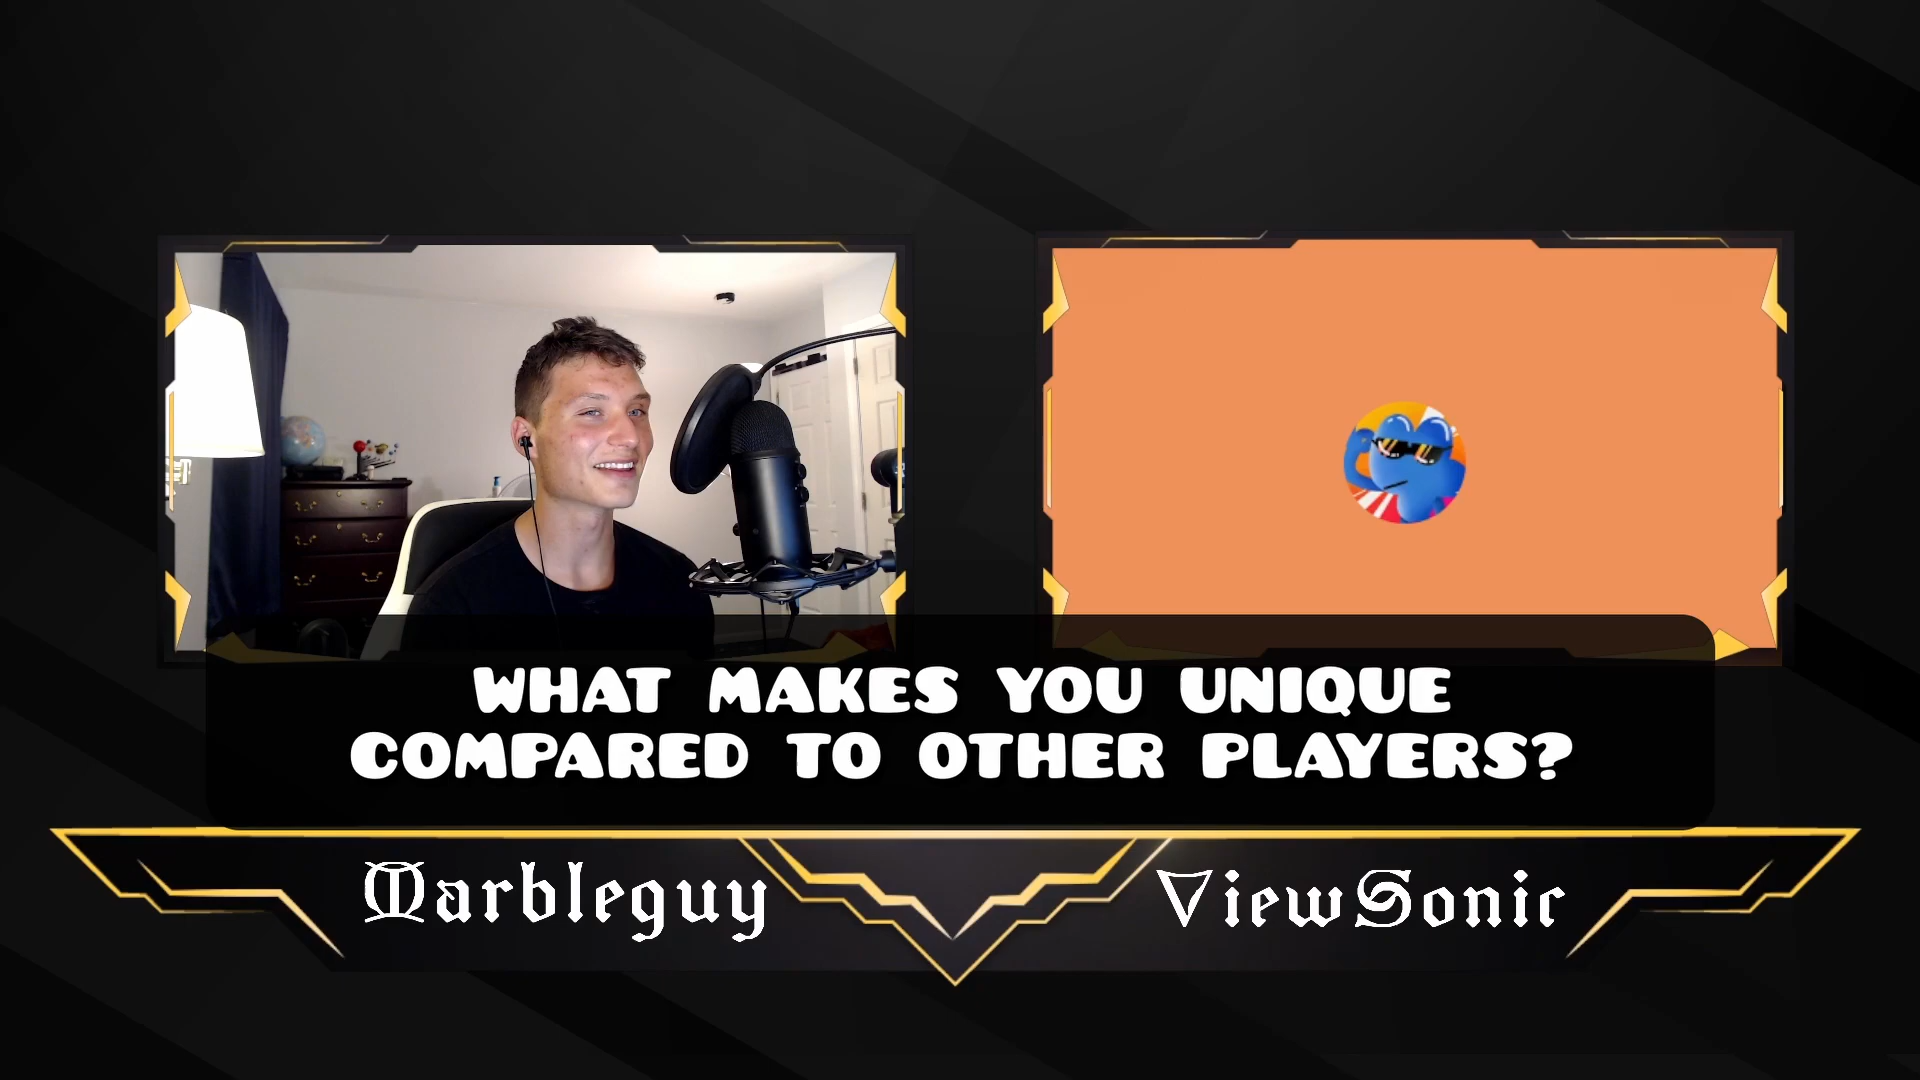 WHAT MAKES YOU UNIQUE
COMPARED TO OTHER PLAYERS?
Marbleguy
ViewSonic